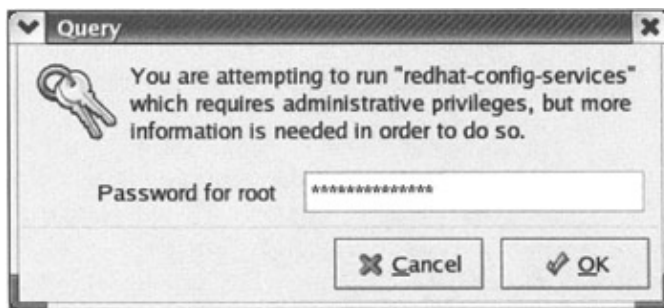 Query
You are attempting to run "redhat-config-services"
which requires administrative privileges, but more
information is needed in order to do so.
Password for root **************
Cancel OK